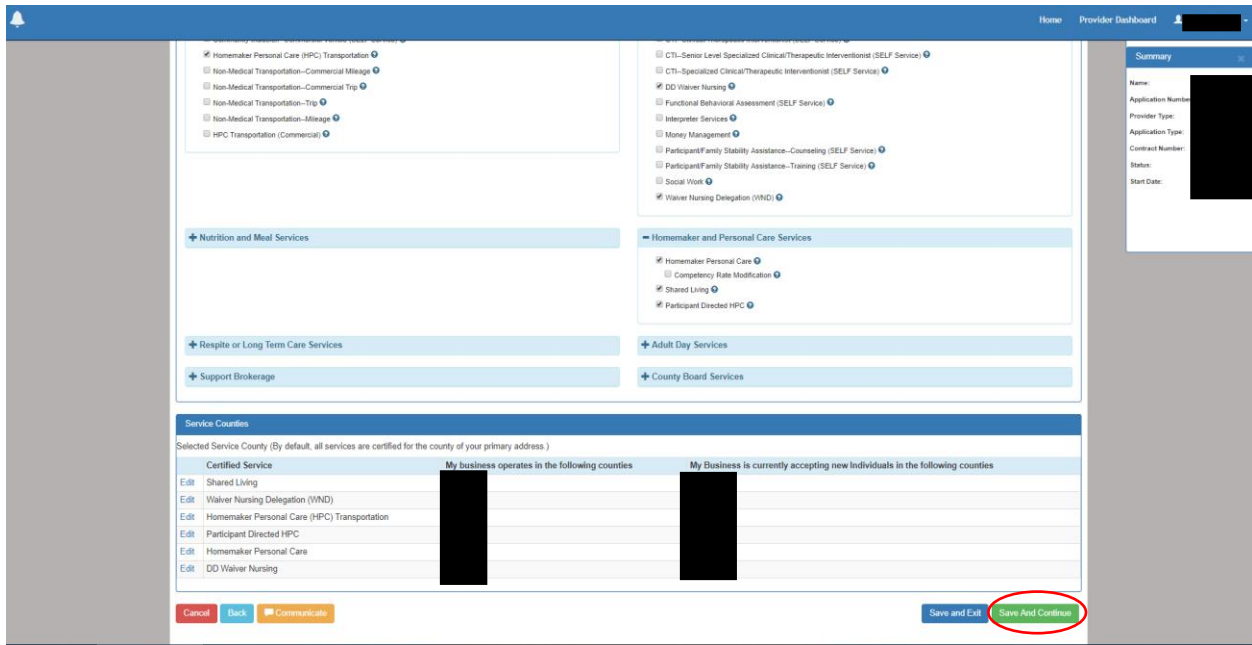 Home Provider Dashboard
Homemaker Personal Care (HPC) Transportation
Non-Medical Transportation--Commercial Mileage
Non-Medical Transportation--Commercial Trip
Non-Medical Transportation--Trip
Non-Medical Transportation--Mileage
HPC Transportation (Commercial)
CTI--Senior Level Specialized Clinical/Therapeutic Interventionist (SELF Service)
CTI--Specialized Clinical/Therapeutic Interventionist (SELF Service)
DD Waiver Nursing
Functional Behavioral Assessment (SELF Service)
Interpreter Services
Money Management
Participant/Family Stability Assistance--Counseling (SELF Service)
Participant/Family Stability Assistance--Training (SELF Service)
Social Work
Waiver Nursing Delegation (WND)
Summary
Name:
Application Number
Provider Type:
Application Type:
Contract Number:
Status:
Start Date:
Nutrition and Meal Services
Homemaker and Personal Care Services
Homemaker Personal Care
Competency Rate Modification
Shared Living
Participant Directed HPC
Respite or Long Term Care Services
Adult Day Services
Support Brokerage
County Board Services
Service Counties
Selected Service County (By default, all services are certified for the county of your primary address.)
Certified Service My business operates in the following counties My Business is currently accepting new Individuals in the following counties
Edit Shared Living
Edit Waiver Nursing Delegation (WND)
Edit Homemaker Personal Care (HPC) Transportation
Edit Participant Directed HPC
Edit Homemaker Personal Care
Edit DD Waiver Nursing
Cancel Back Communicate Save and Exit Save And Continue